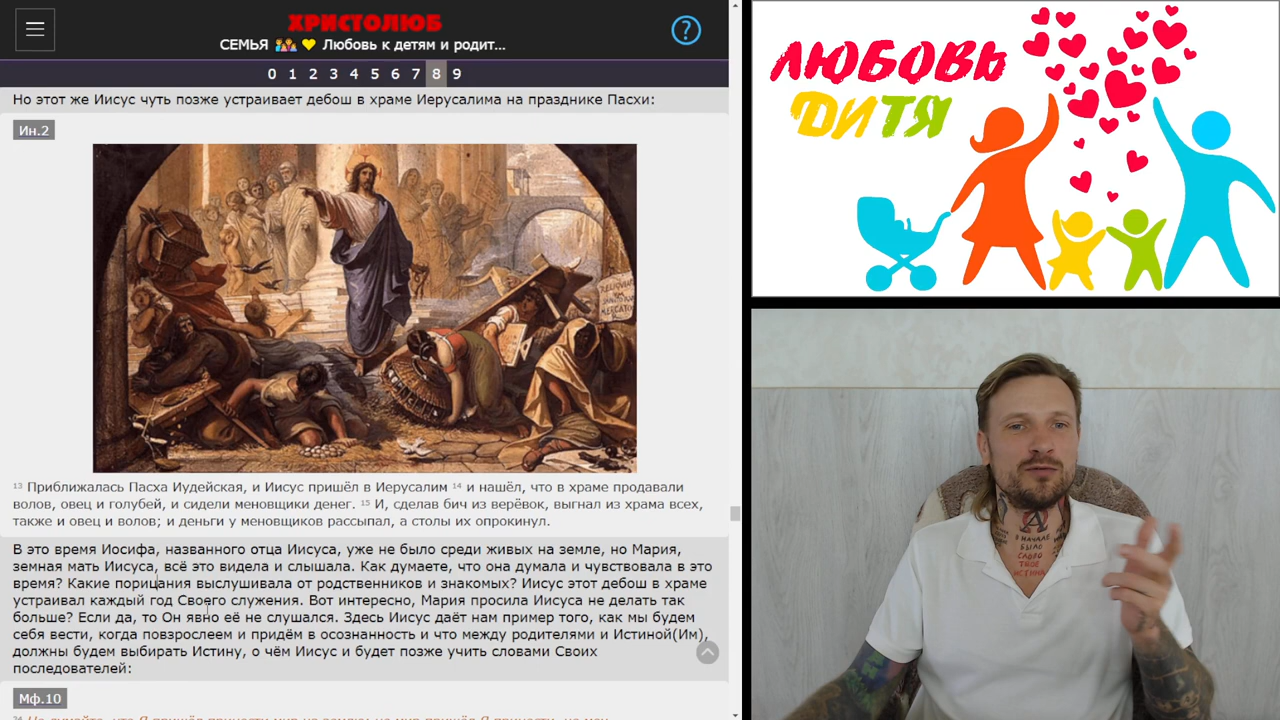 ХРИСТОЛЮБ
СЕМЬЯ 👨‍👩‍👧 💛 Любовь к детям и родит...
0 1 2 3 4 5 6 7 8 9
Но этот же Иисус чуть позже устраивает дебош в храме Иерусалима на празднике Пасхи:
Ин.2
13 Приближалась Пасха Иудейская, и Иисус пришёл в Иерусалим 14 и нашёл, что в храме продавали
волов, овец и голубей, и сидели меновщики денег. 15 И, сделав бич из верёвок, выгнал из храма всех,
также и овец и волов; и деньги у меновщиков рассыпал, а столы их опрокинул.
В это время Иосифа, названного отца Иисуса, уже не было среди живых на земле, но Мария,
земная мать Иисуса, всё это видела и слышала. Как думаете, что она думала и чувствовала в это
время? Какие порицания выслушивала от родственников и знакомых? Иисус этот дебош в храме
устраивал каждый год Своего служения. Вот интересно, Мария просила Иисуса не делать так
больше? Если да, то Он явно её не слушался. Здесь Иисус даёт нам пример того, как мы будем
себя вести, когда повзрослеем и придём в осознанность и что между родителями и Истиной(Им),
должны будем выбирать Истину, о чём Иисус и будет позже учить словами Своих
последователей:
Мф.10
ЛЮБОВЬ
ДИТЯ
В НАЧАЛЕ
БЫЛО
СЛОВО
ТВОЁ
ИСТИНА